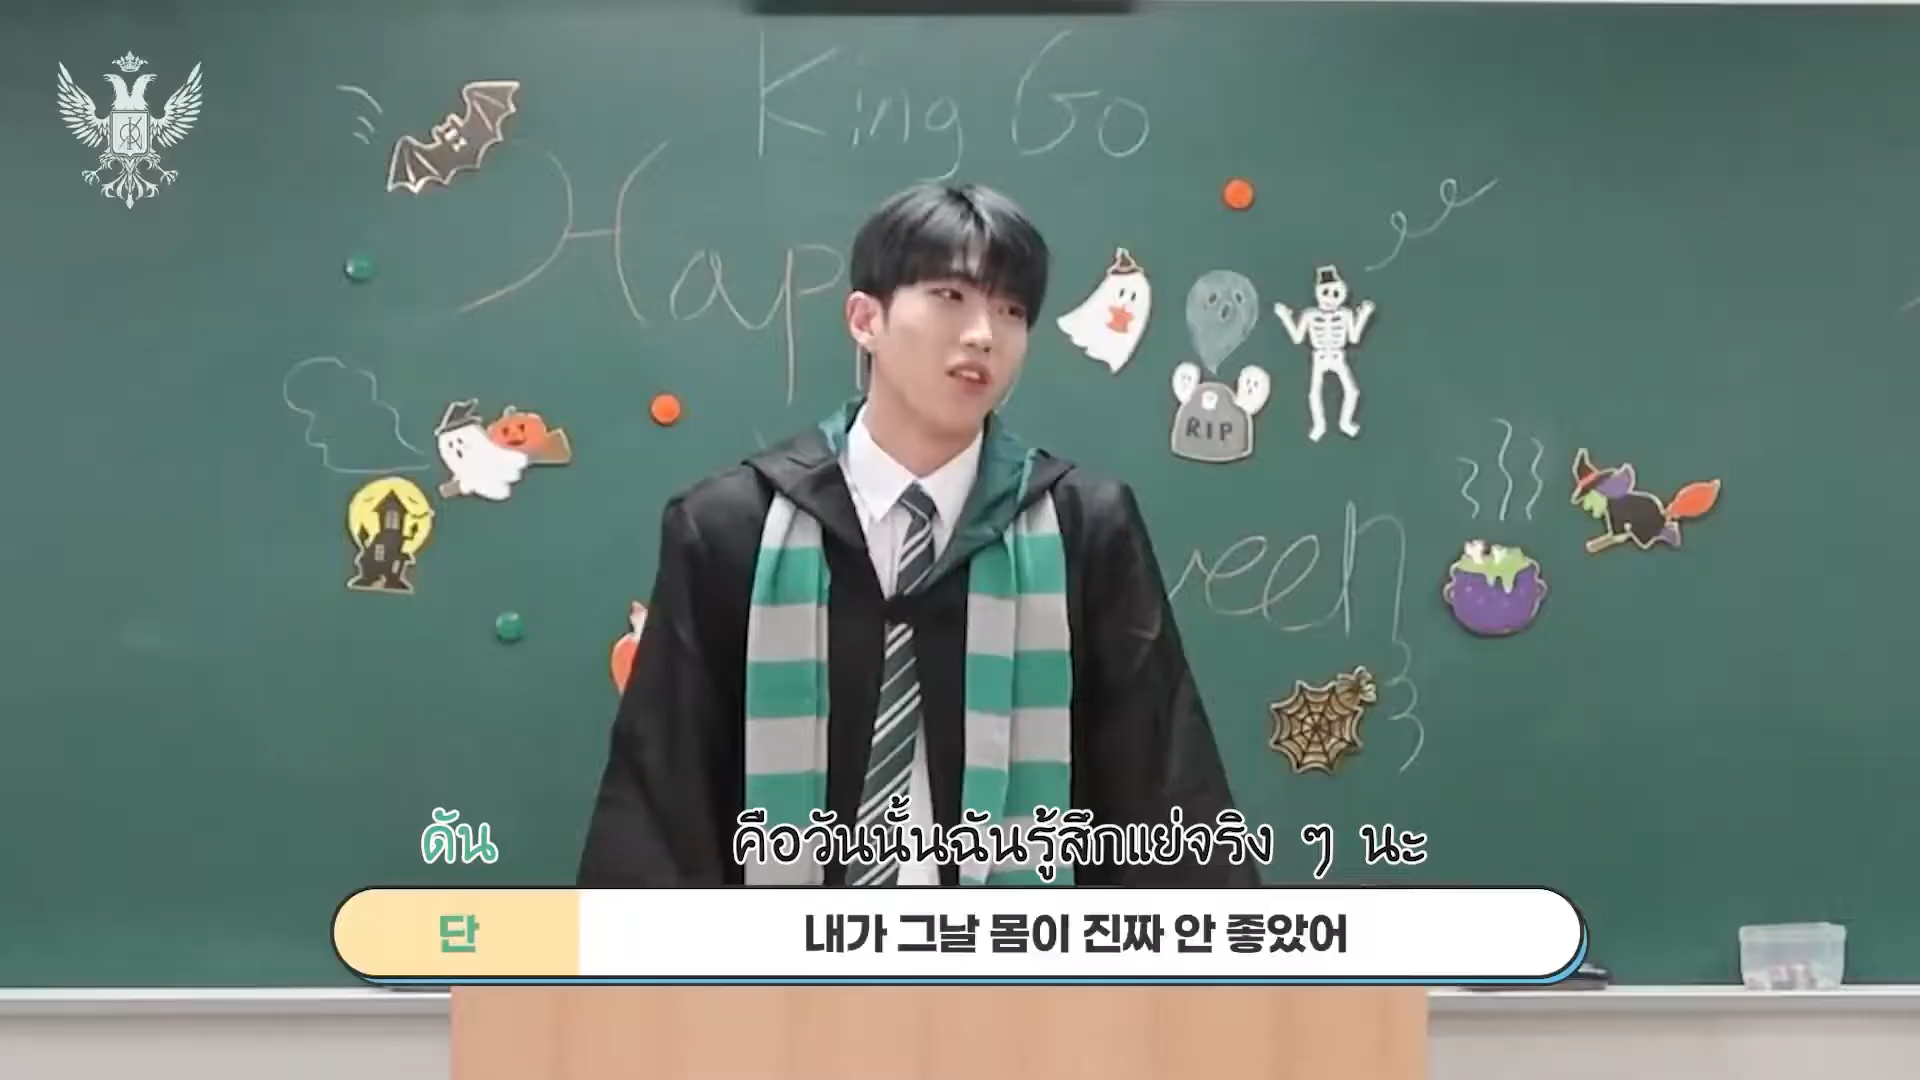 King Go
Hap
RIP
ween
ดัน
คือวันนั้นฉันรู้สึกแย่จริง ๆ นะ
단
내가 그날 몸이 진짜 안 좋았어